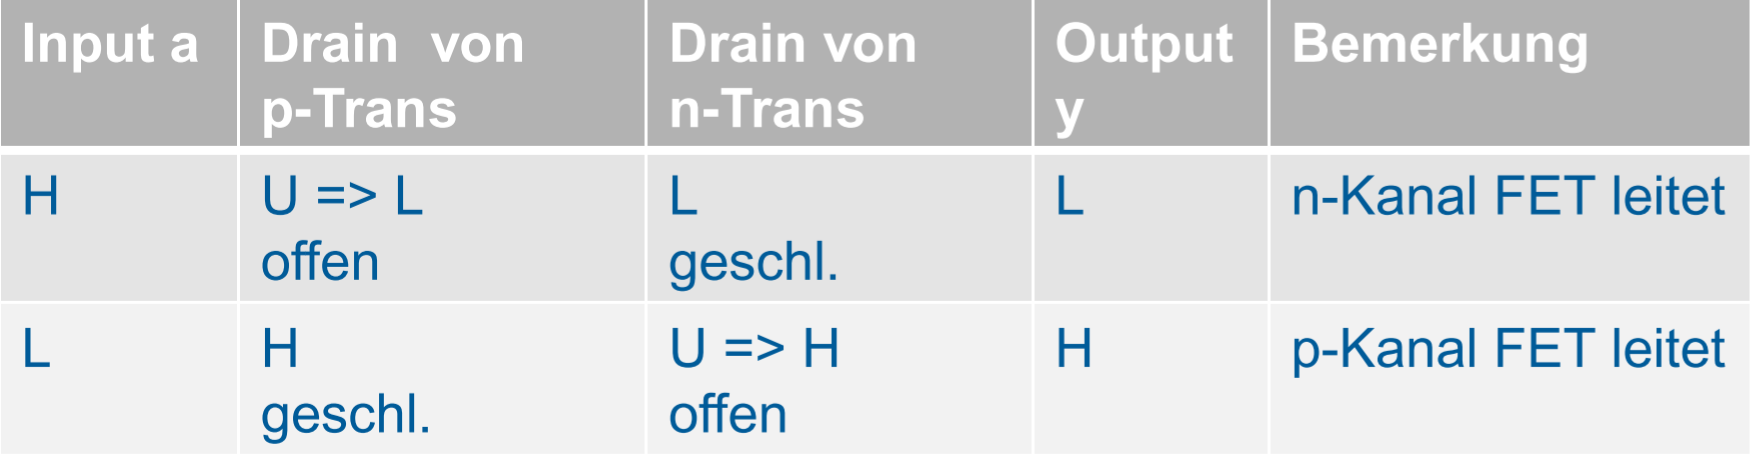 Input a
Drain von
p-Trans
Drain von
n-Trans
Output
y
Bemerkung
H
U => L
offen
L
geschl.
L
n-Kanal FET leitet
L
H
geschl.
U => H
offen
H
p-Kanal FET leitet